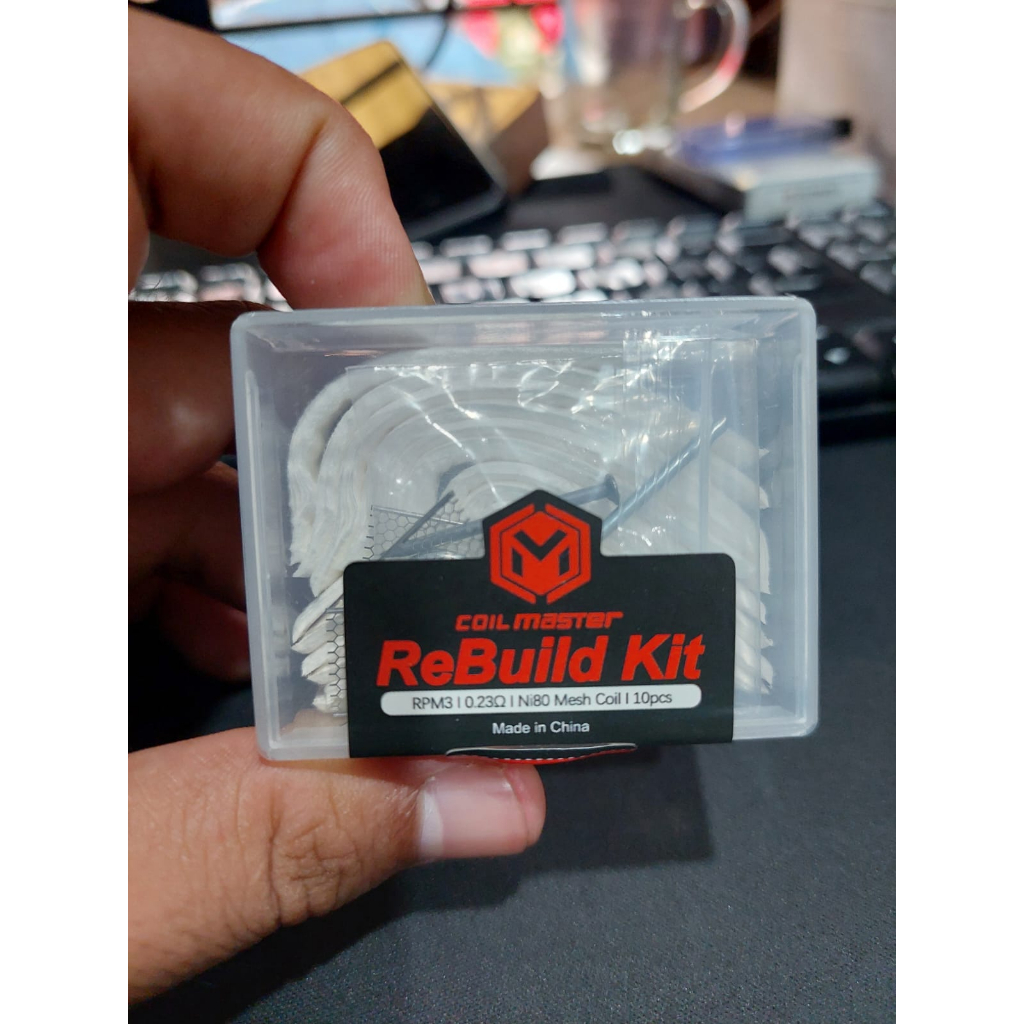 COIL MASTER
ReBuild Kit
RPM3 | 0.23Ω | Ni80 Mesh Coil | 10pcs
Made in China